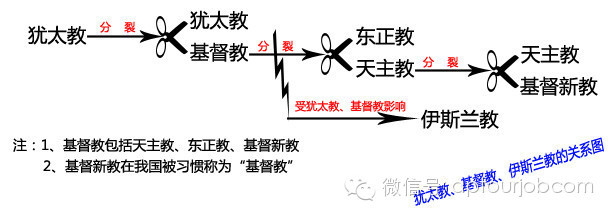 犹太教
分 裂
犹太教
基督教
分 裂
东正教
天主教
分 裂
天主教
基督新教
受犹太教、基督教影响
伊斯兰教
注：1、基督教包括天主教、东正教、基督新教
2、基督新教在我国被习惯称为“基督教”
犹太教、基督教、伊斯兰教的关系图
微信号: qpfourjobcom